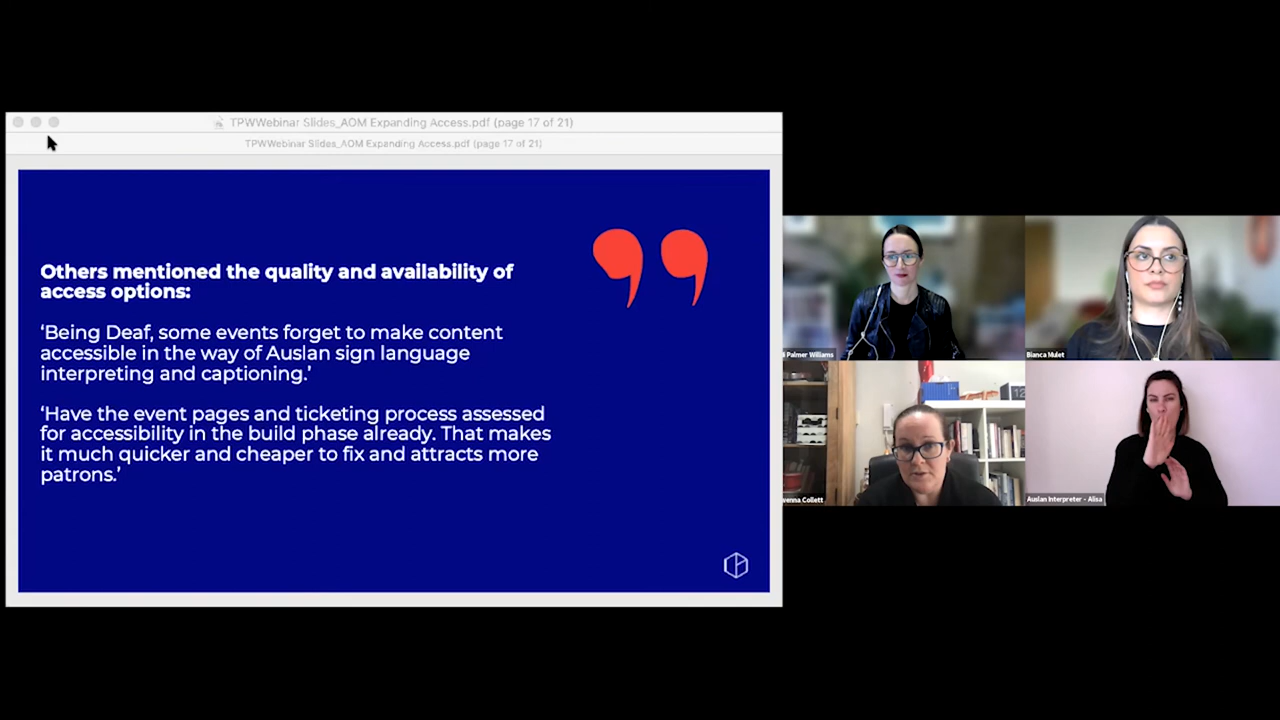 TPWWebinar Slides_AOM Expanding Access.pdf (page 17 of 21)
TPWWebinar Slides_AOM Expanding Access.pdf (page 17 of 21)
Others mentioned the quality and availability of
access options:
‘Being Deaf, some events forget to make content
accessible in the way of Auslan sign language
interpreting and captioning.’
‘Have the event pages and ticketing process assessed
for accessibility in the build phase already. That makes
it much quicker and cheaper to fix and attracts more
patrons.’
Palmer Williams
Bianca Mulet
Collett
Auslan Interpreter - Alisa